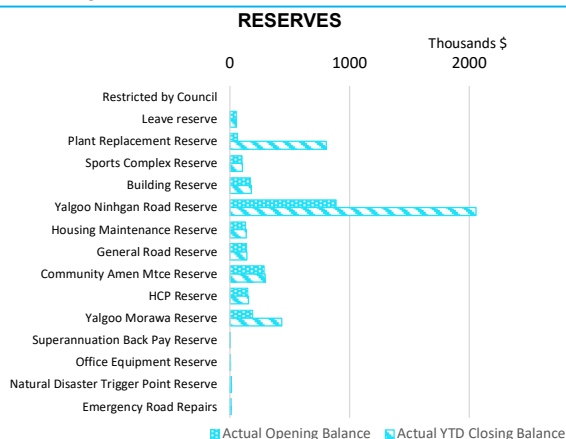 RESERVES
Thousands $
0 1000 2000
Restricted by Council
Leave reserve
Plant Replacement Reserve
Sports Complex Reserve
Building Reserve
Yalgoo Ninhgan Road Reserve
Housing Maintenance Reserve
General Road Reserve
Community Amen Mtce Reserve
HCP Reserve
Yalgoo Morawa Reserve
Superannuation Back Pay Reserve
Office Equipment Reserve
Natural Disaster Trigger Point Reserve
Emergency Road Repairs
Actual Opening Balance Actual YTD Closing Balance